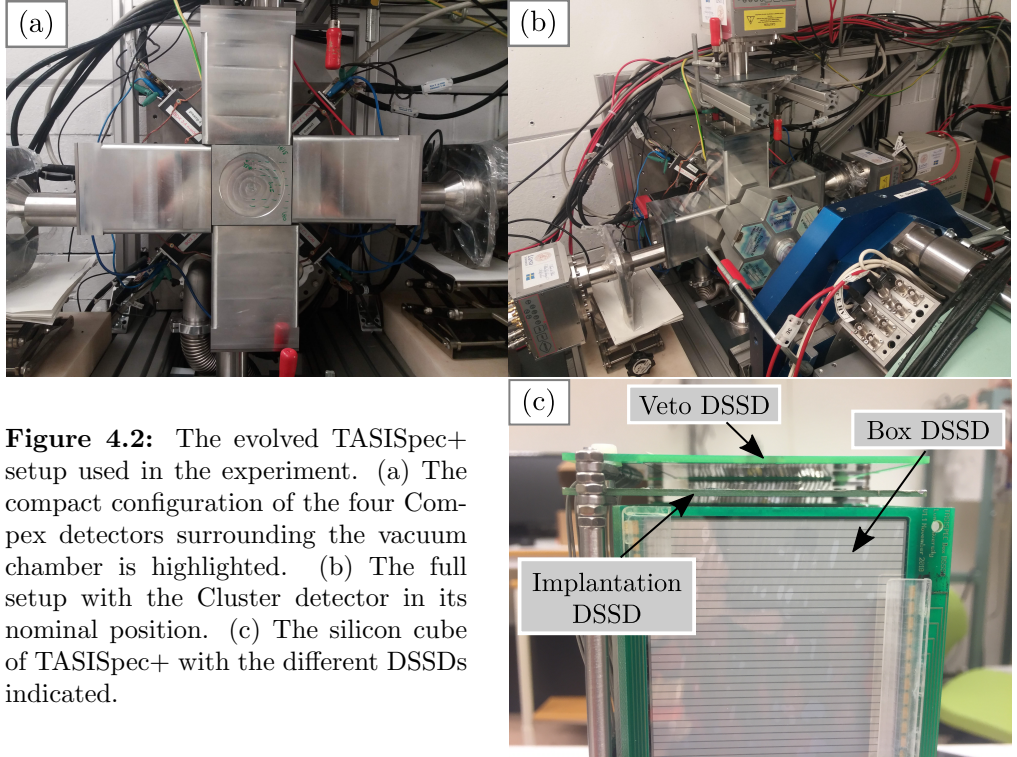 (a)
(b)
Figure 4.2: The evolved TASISpec+
setup used in the experiment. (a) The
compact configuration of the four Com-
pex detectors surrounding the vacuum
chamber is highlighted. (b) The full
setup with the Cluster detector in its
nominal position. (c) The silicon cube
of TASISpec+ with the different DSSDs
indicated.
(c)
Veto DSSD
Box DSSD
Implantation
DSSD